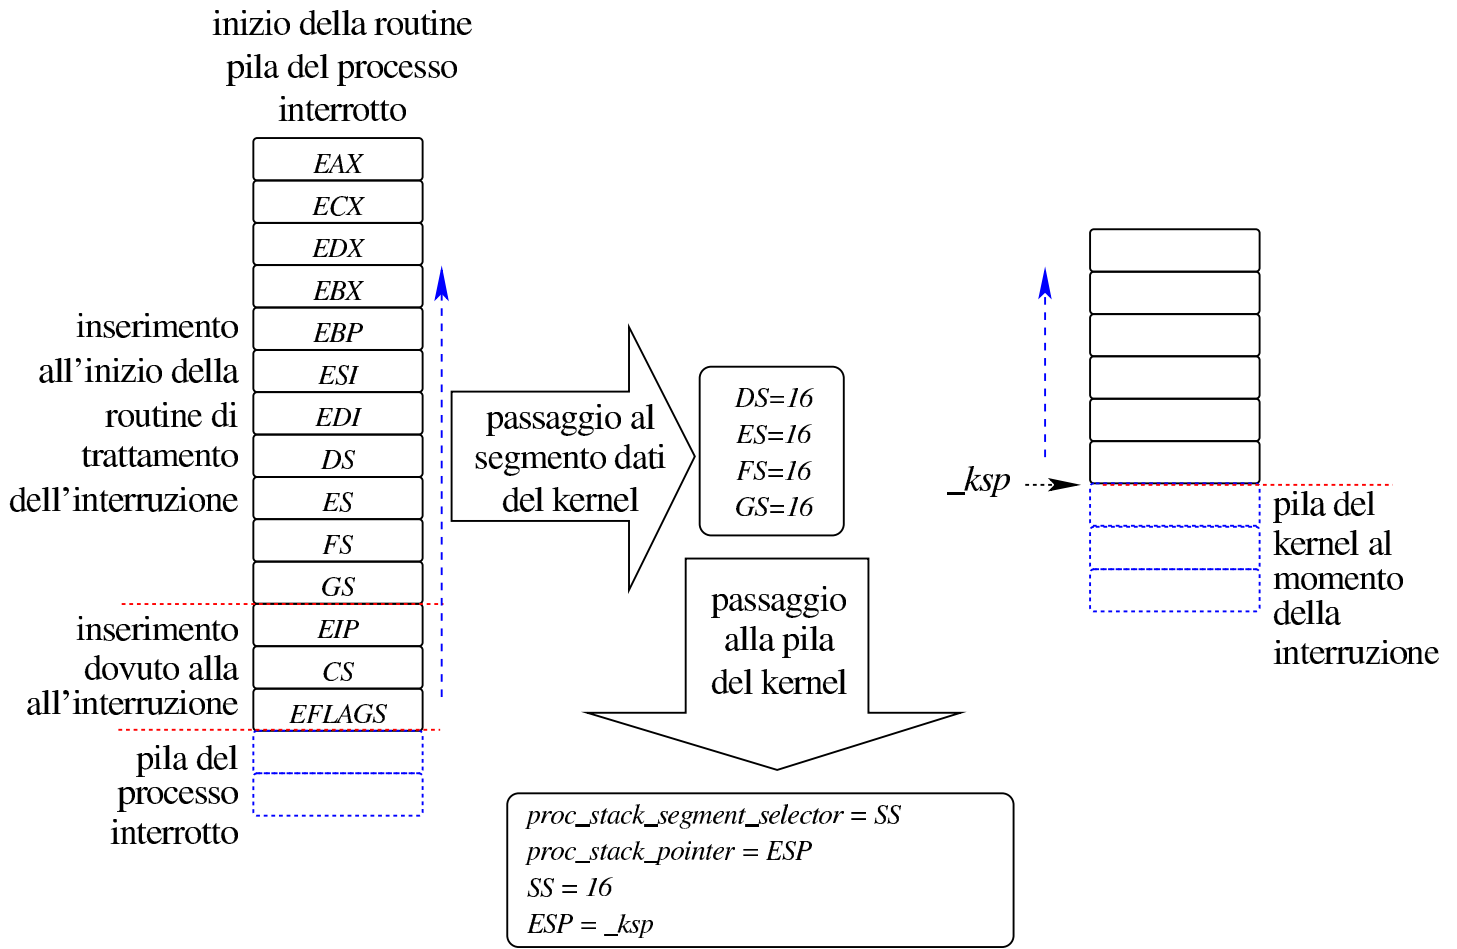 inizio della routine
pila del processo
interrotto
EAX
ECX
EDX
EBX
EBP
ESI
EDI
DS
ES
FS
GS
EIP
CS
EFLAGS
inserimento
all'inizio della
routine di
trattamento
dell'interruzione
inserimento
dovuto alla
all'interruzione
pila del
processo
interrotto
passaggio al
segmento dati
del kernel
DS=16
ES=16
FS=16
GS=16
passaggio
alla pila
del kernel
proc_stack_segment_selector = SS
proc_stack_pointer = ESP
SS = 16
ESP = _ksp
_ksp
pila del
kernel al
momento
della
interruzione